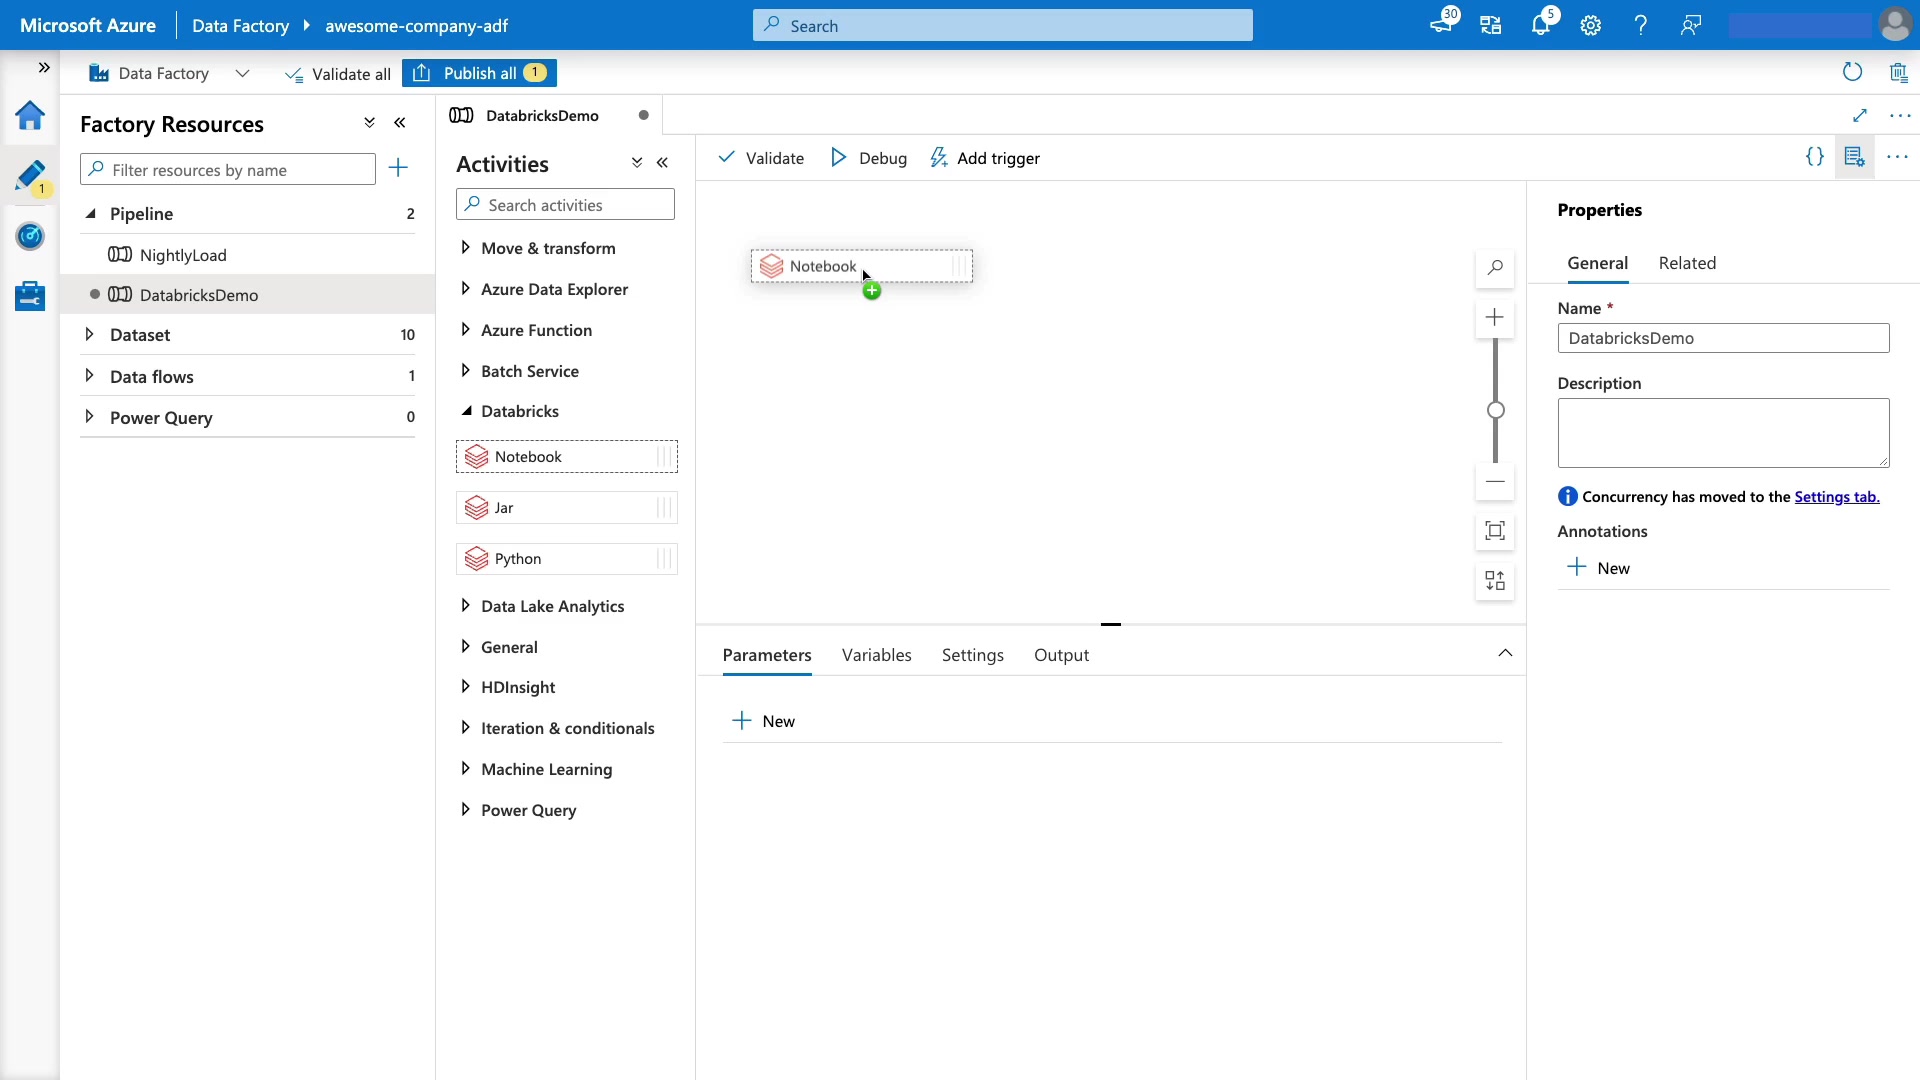 Microsoft Azure
Data Factory
awesome-company-adf
Search
30
5
Data Factory
Validate all
Publish all 1
Factory Resources
Filter resources by name
1
Pipeline 2
NightlyLoad
DatabricksDemo
Dataset 10
Data flows 1
Power Query 0
DatabricksDemo
Activities
Search activities
Move & transform
Azure Data Explorer
Azure Function
Batch Service
Databricks
Notebook
Jar
Python
Data Lake Analytics
General
HDInsight
Iteration & conditionals
Machine Learning
Power Query
Validate
Debug
Add trigger
Notebook
Parameters
Variables
Settings
Output
New
Properties
General
Related
Name *
DatabricksDemo
Description
Concurrency has moved to the Settings tab.
Annotations
New